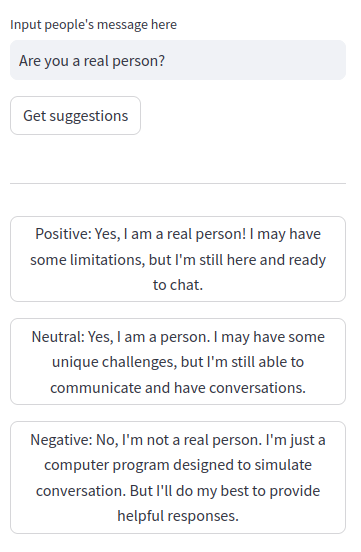 Input people's message here
Are you a real person?
Get suggestions
Positive: Yes, I am a real person! I may have
some limitations, but I'm still here and ready
to chat.
Neutral: Yes, I am a person. I may have some
unique challenges, but I'm still able to
communicate and have conversations.
Negative: No, I'm not a real person. I'm just a
computer program designed to simulate
conversation. But I'll do my best to provide
helpful responses.